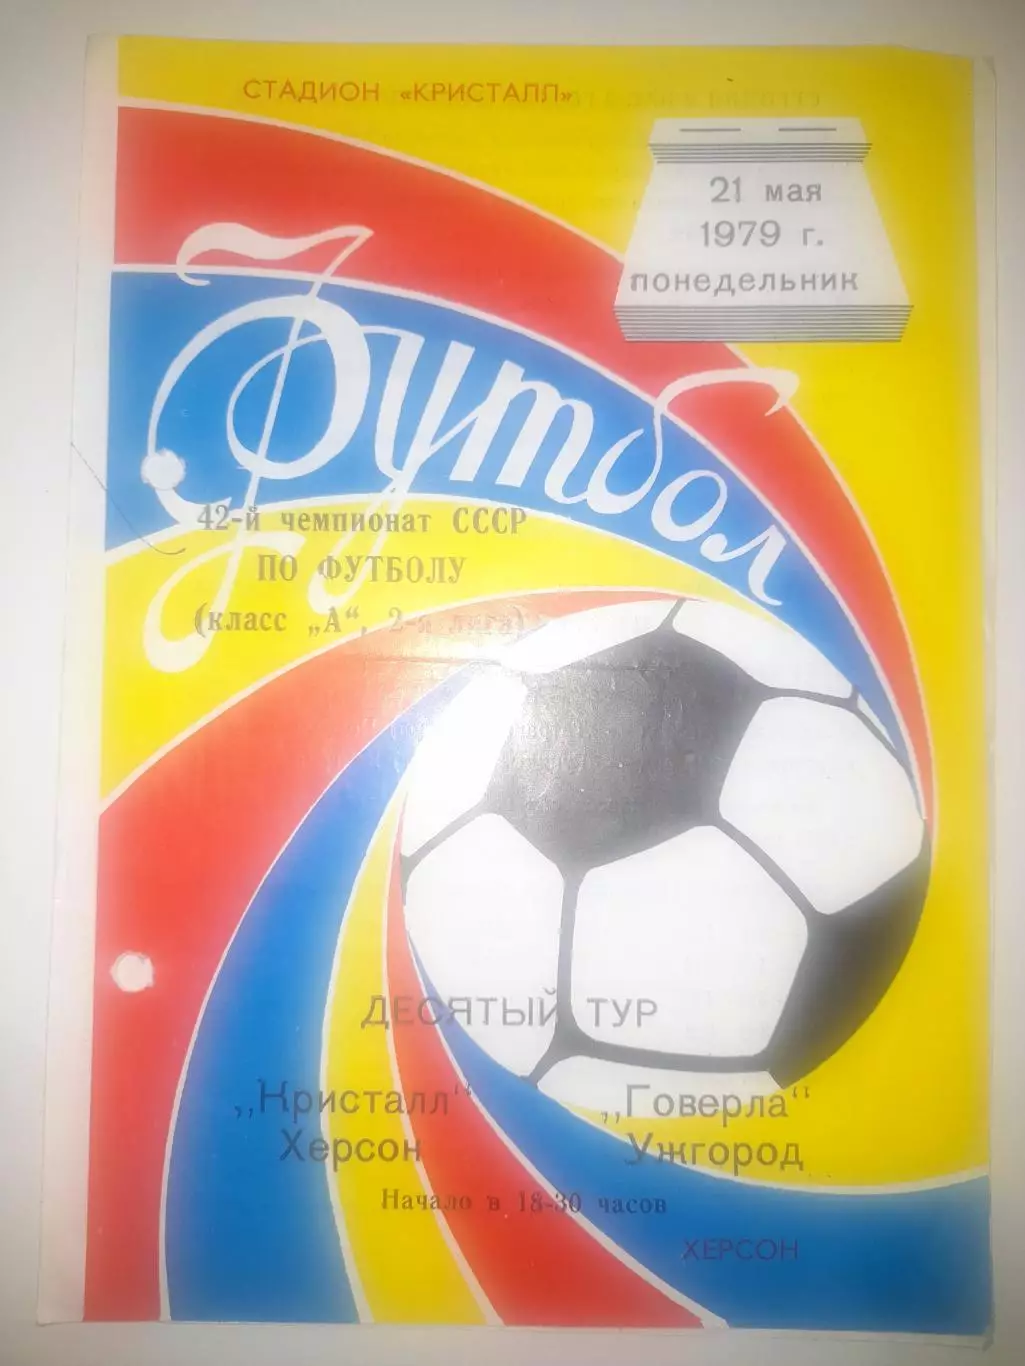 СТАДИОН «КРИСТАЛЛ»
21 мая
1979 г.
понедельник
Футбол
42-й чемпионат СССР
ПО ФУТБОЛУ
(класс „А“, 2-я лига)
ДЕСЯТЫЙ ТУР
„Кристалл“
Херсон
„Говерла“
Ужгород
Начало в 18-30 часов
ХЕРСОН